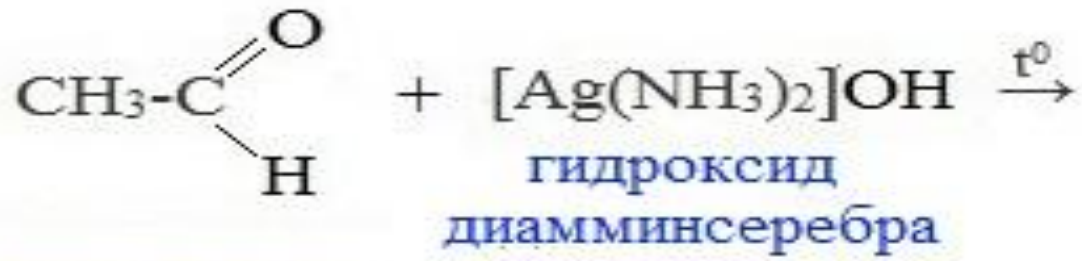 O
CH₃-C + [Ag(NH₃)₂]OH t⁰ →
H
гидроксид
диамминсеребра